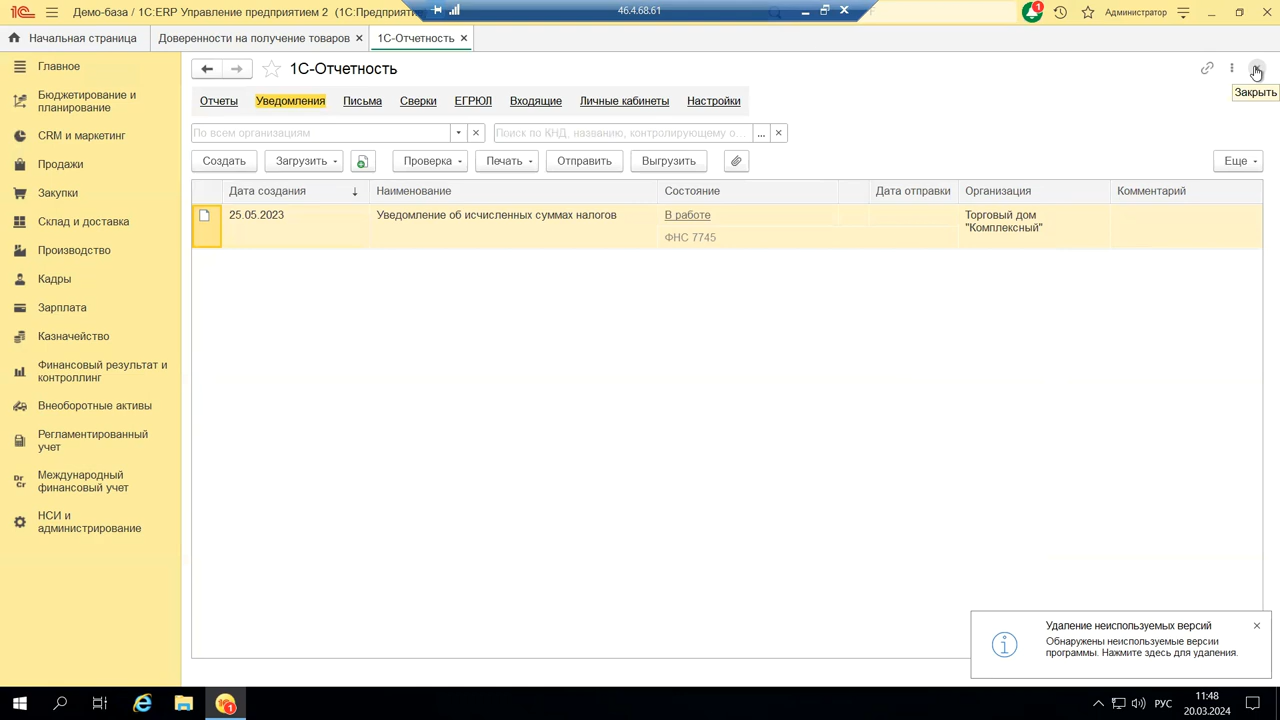 Демо-база / 1С:ERP Управление предприятием 2 (1С:Предприяти
46.4.68.61
1
Администратор
Начальная страница
Доверенности на получение товаров
1С-Отчетность
Главное
Бюджетирование и
планирование
CRM и маркетинг
Продажи
Закупки
Склад и доставка
Производство
Кадры
Зарплата
Казначейство
Финансовый результат и
контроллинг
Внеоборотные активы
Регламентированный
учет
Международный
финансовый учет
НСИ и
администрирование
1С-Отчетность
Закрыть
Отчеты
Уведомления
Письма
Сверки
ЕГРЮЛ
Входящие
Личные кабинеты
Настройки
По всем организациям
Поиск по КНД, названию, контролирующему о...
...
Создать
Загрузить
Проверка
Печать
Отправить
Выгрузить
Еще
Дата создания
Наименование
Состояние
Дата отправки
Организация
Комментарий
25.05.2023
Уведомление об исчисленных суммах налогов
В работе
ФНС 7745
Торговый дом
"Комплексный"
Удаление неиспользуемых версий
Обнаружены неиспользуемые версии
программы. Нажмите здесь для удаления.
1
РУС
11:48
20.03.2024